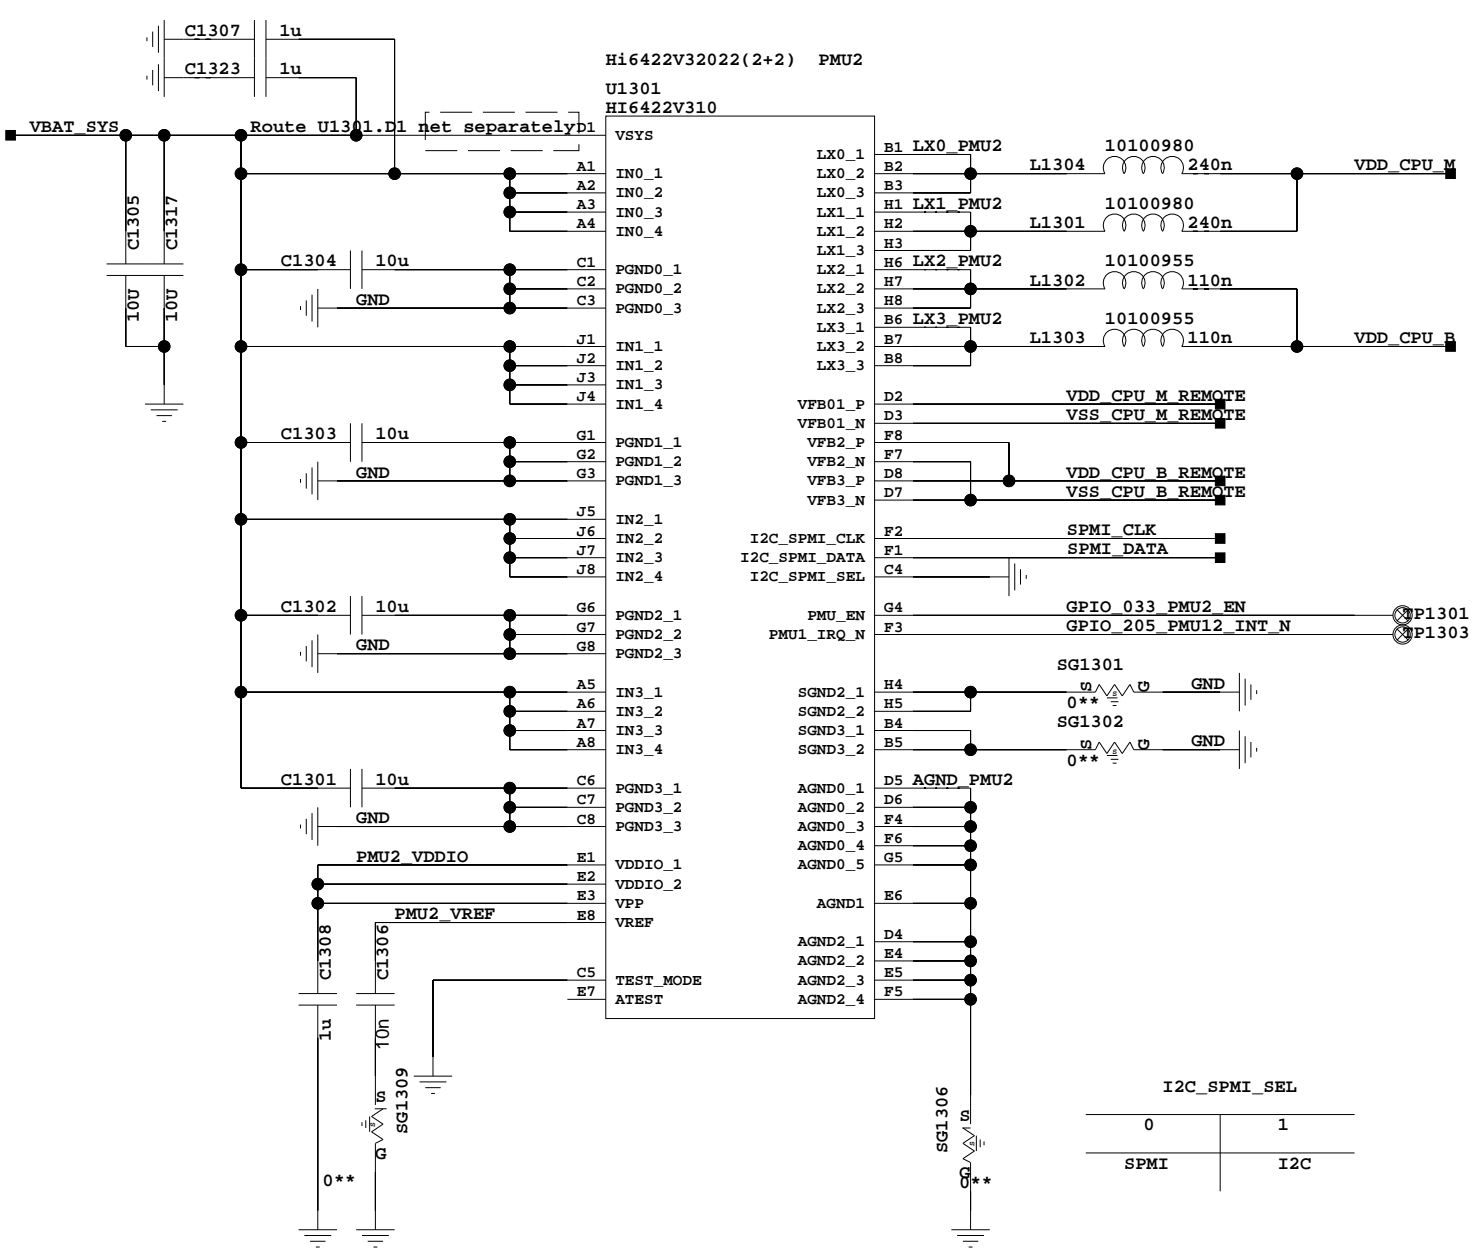 C1307 1u
Hi6422V32022(2+2) PMU2
C1323 1u
U1301
HI6422V310
VBAT_SYS Route U1301.D1 net separately D1 VSYS
LX0_1 B1 LX0_PMU2 10100980
A1 IN0_1 LX0_2 B2 L1304 240n VDD_CPU_M
A2 IN0_2 LX0_3 B3
A3 IN0_3 LX1_1 H1 LX1_PMU2 10100980
C1305 C1317
A4 IN0_4 LX1_2 H2 L1301 240n
LX1_3 H3
C1304 10u C1 PGND0_1 LX2_1 H6 LX2_PMU2 10100955
C2 PGND0_2 LX2_2 H7 L1302 110n
10U 10U
GND C3 PGND0_3 LX2_3 H8
LX3_1 B6 LX3_PMU2 10100955
J1 IN1_1 LX3_2 B7 L1303 110n VDD_CPU_B
J2 IN1_2 LX3_3 B8
J3 IN1_3
J4 IN1_4 VFB01_P D2 VDD_CPU_M_REMOTE
VFB01_N D3 VSS_CPU_M_REMOTE
C1303 10u G1 PGND1_1 VFB2_P F8
G2 PGND1_2 VFB2_N F7
GND G3 PGND1_3 VFB3_P D8 VDD_CPU_B_REMOTE
VFB3_N D7 VSS_CPU_B_REMOTE
J5 IN2_1
J6 IN2_2 I2C_SPMI_CLK F2 SPMI_CLK
J7 IN2_3 I2C_SPMI_DATA F1 SPMI_DATA
J8 IN2_4 I2C_SPMI_SEL C4
C1302 10u G6 PGND2_1 PMU_EN G4 GPIO_033_PMU2_EN TP1301
G7 PGND2_2 PMU1_IRQ_N F3 GPIO_205_PMU12_INT_N TP1303
GND G8 PGND2_3
SG1301
A5 IN3_1 SGND2_1 H4 S S G GND
A6 IN3_2 SGND2_2 H5 0**
A7 IN3_3 SGND3_1 B4 SG1302
A8 IN3_4 SGND3_2 B5 S S G GND
0**
C1301 10u C6 PGND3_1 AGND0_1 D5 AGND_PMU2
C7 PGND3_2 AGND0_2 D6
GND C8 PGND3_3 AGND0_3 F4
AGND0_4 F6
PMU2_VDDIO E1 VDDIO_1 AGND0_5 G5
E2 VDDIO_2
E3 VPP AGND1 E6
PMU2_VREF E8 VREF
C1308 C1306
AGND2_1 D4
AGND2_2 E4
C5 TEST_MODE AGND2_3 E5
E7 ATEST AGND2_4 F5
1u 10n
S SG1309 S G
SG1306 S S G
I2C_SPMI_SEL
0 1
SPMI I2C
0** 0**